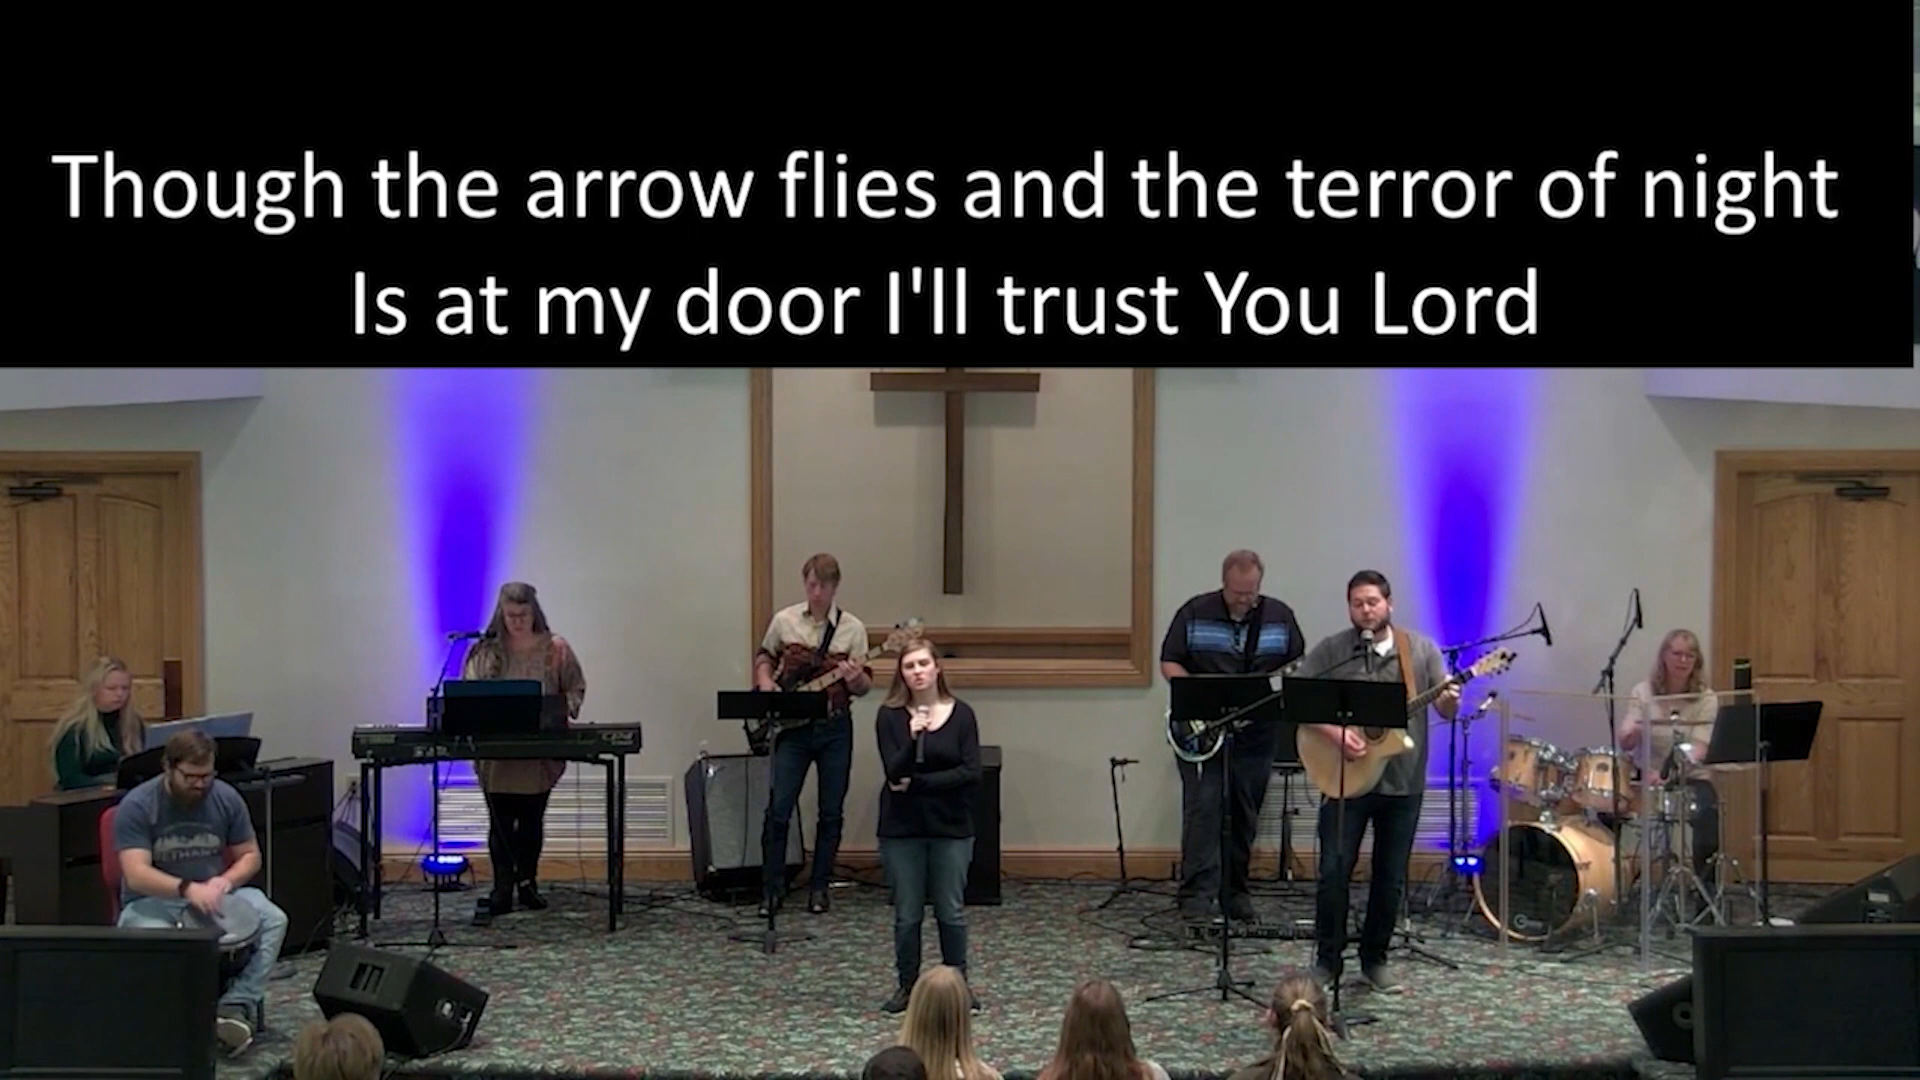 Though the arrow flies and the terror of night
Is at my door I'll trust You Lord